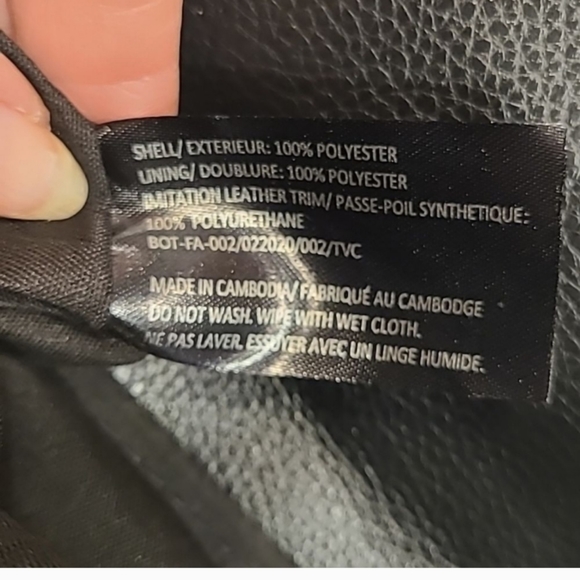 SHELL/ EXTERIEUR: 100% POLYESTER
LINING/ DOUBLURE: 100% POLYESTER
IMITATION LEATHER TRIM/ PASSE-POIL SYNTHETIQUE:
100% POLYURETHANE
BOT-FA-002/022020/002/TVC
MADE IN CAMBODIA/ FABRIQUÉ AU CAMBODGE
DO NOT WASH. WIPE WITH WET CLOTH.
NE PAS LAVER. ESSUYER AVEC UN LINGE HUMIDE.